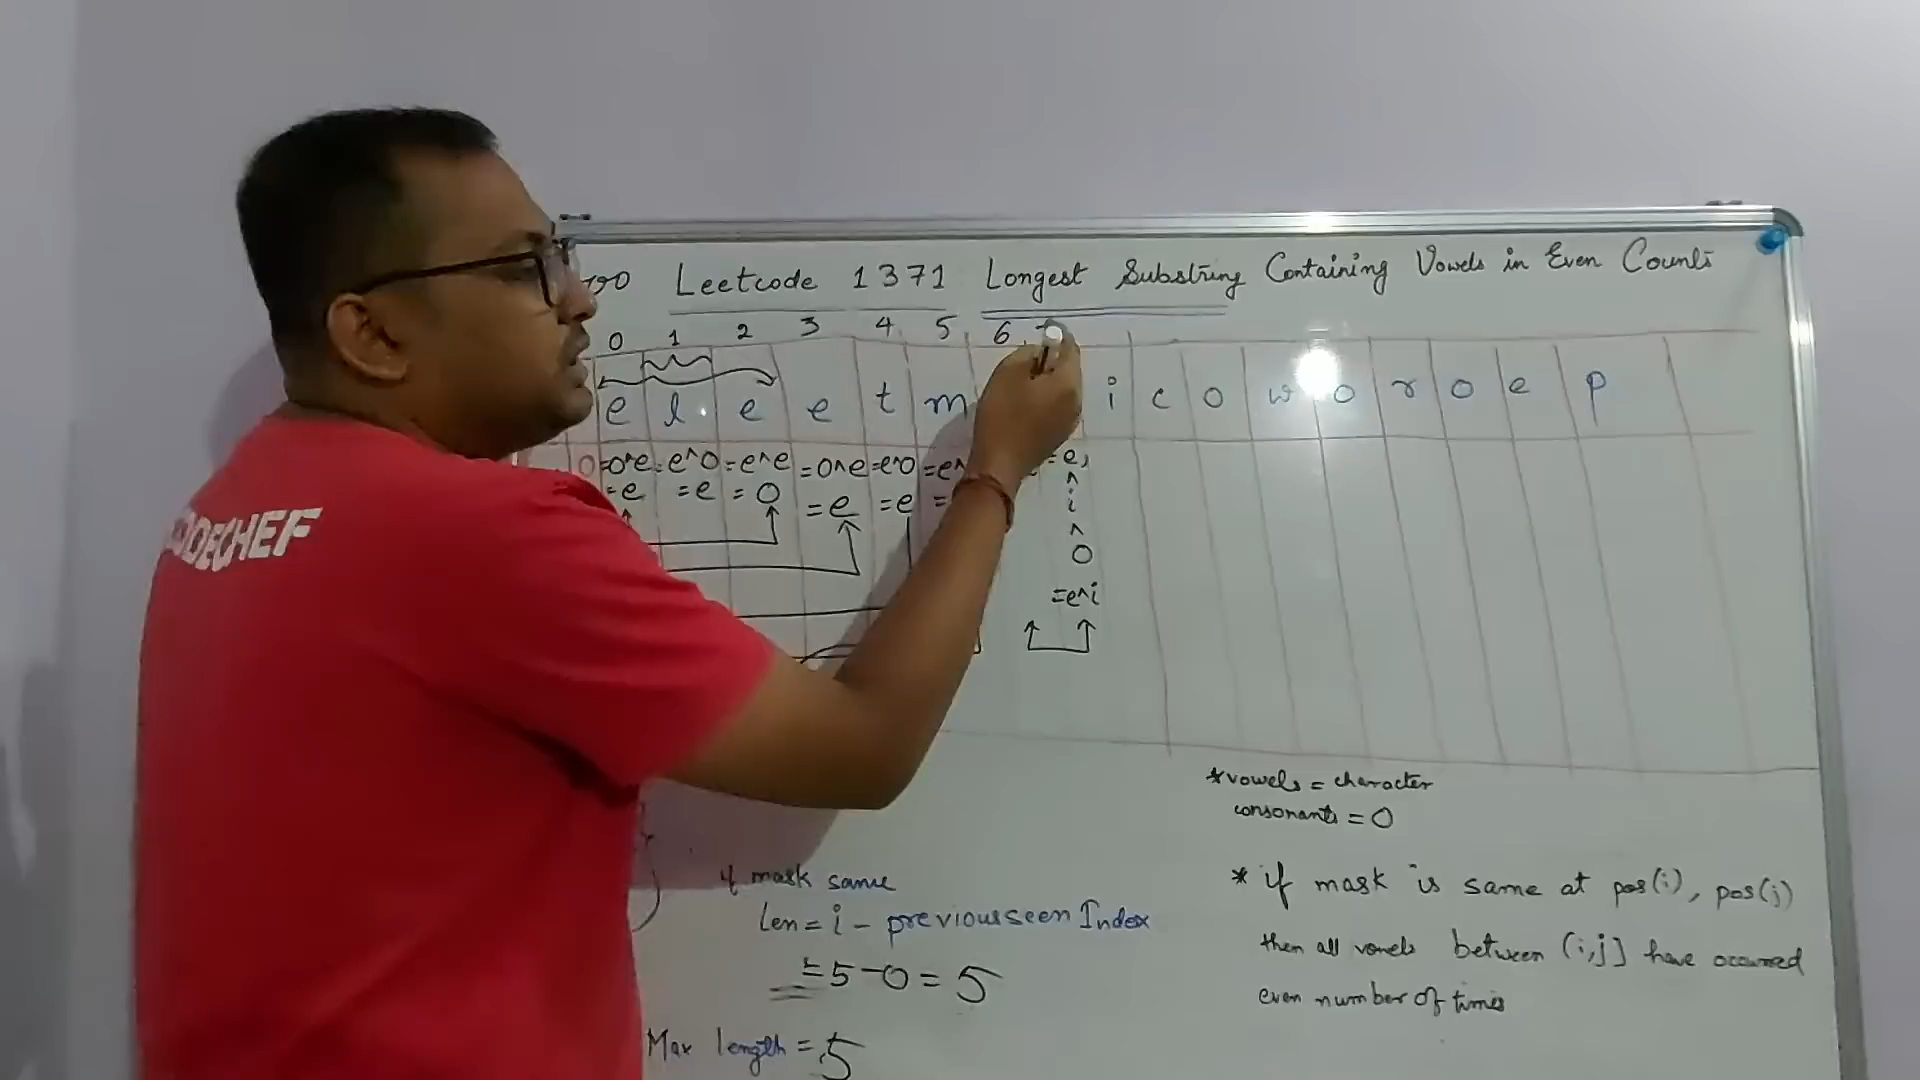 Leetcode 1371 Longest Substring Containing Vowels in Even Counts
0 1 2 3 4 5 6
e l e e t m i c o w o r o e p
0 =0^e =e^0 =e^e =0^e =e^0 =e^ =e,
=e =e =0 =e =e = ^
i
^
0
=e^i
ODECHEF
*vowels = character
consonants = 0
if mask same
len = i - previousseen Index
= 5-0 = 5
Max length = 5
* if mask is same at pos(i), pos(j)
then all vowels between (i,j] have occurred
even number of times